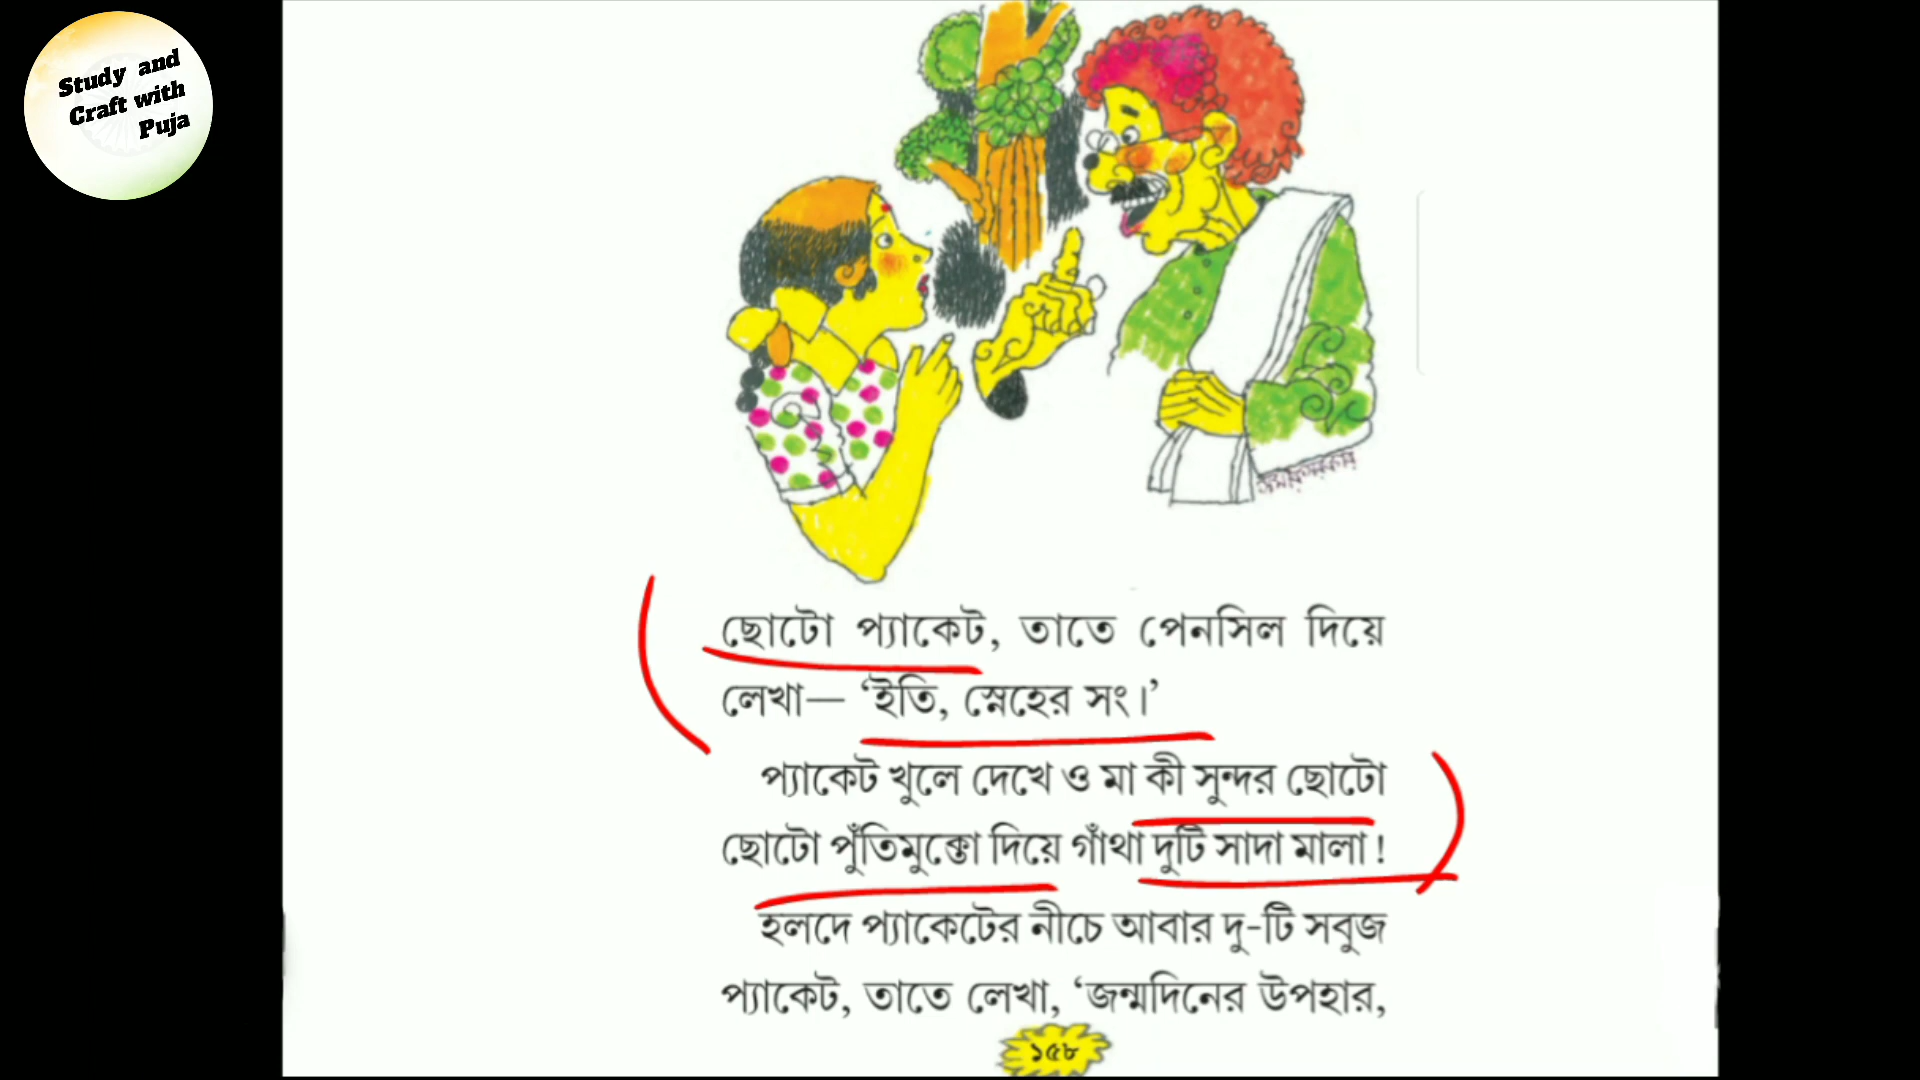 Study and
Craft with
Puja
ছোটো প্যাকেট, তাতে পেনসিল দিয়ে
লেখা— ‘ইতি, স্নেহের সং।’
প্যাকেট খুলে দেখে ও মা কী সুন্দর ছোটো
ছোটো পুঁতিমুক্তো দিয়ে গাঁথা দুটি সাদা মালা!
হলদে প্যাকেটের নীচে আবার দু-টি সবুজ
প্যাকেট, তাতে লেখা, ‘জন্মদিনের উপহার,
১৫৮